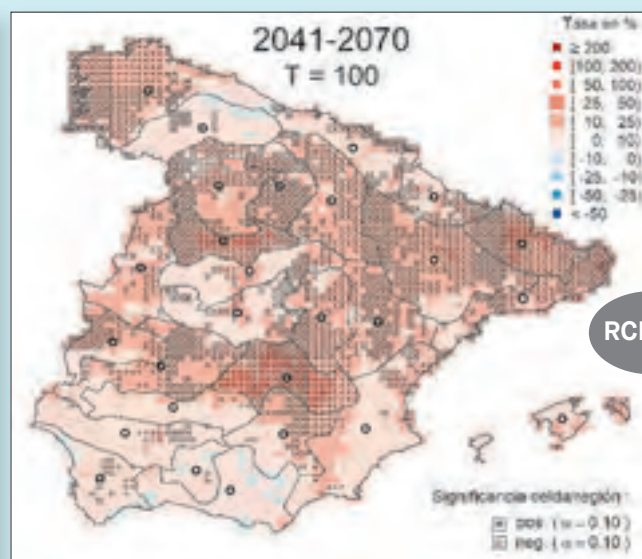 2041-2070
T = 100
Tasa en %
≥ 200
[100, 200)
[ 50, 100)
[ 25, 50)
[ 10, 25)
[ 0, 10)
[ -10, 0)
[ -25, -10)
[ -50, -25)
< -50
Significancia celda/región :
pos. ( α = 0.10 )
neg. ( α = 0.10 )